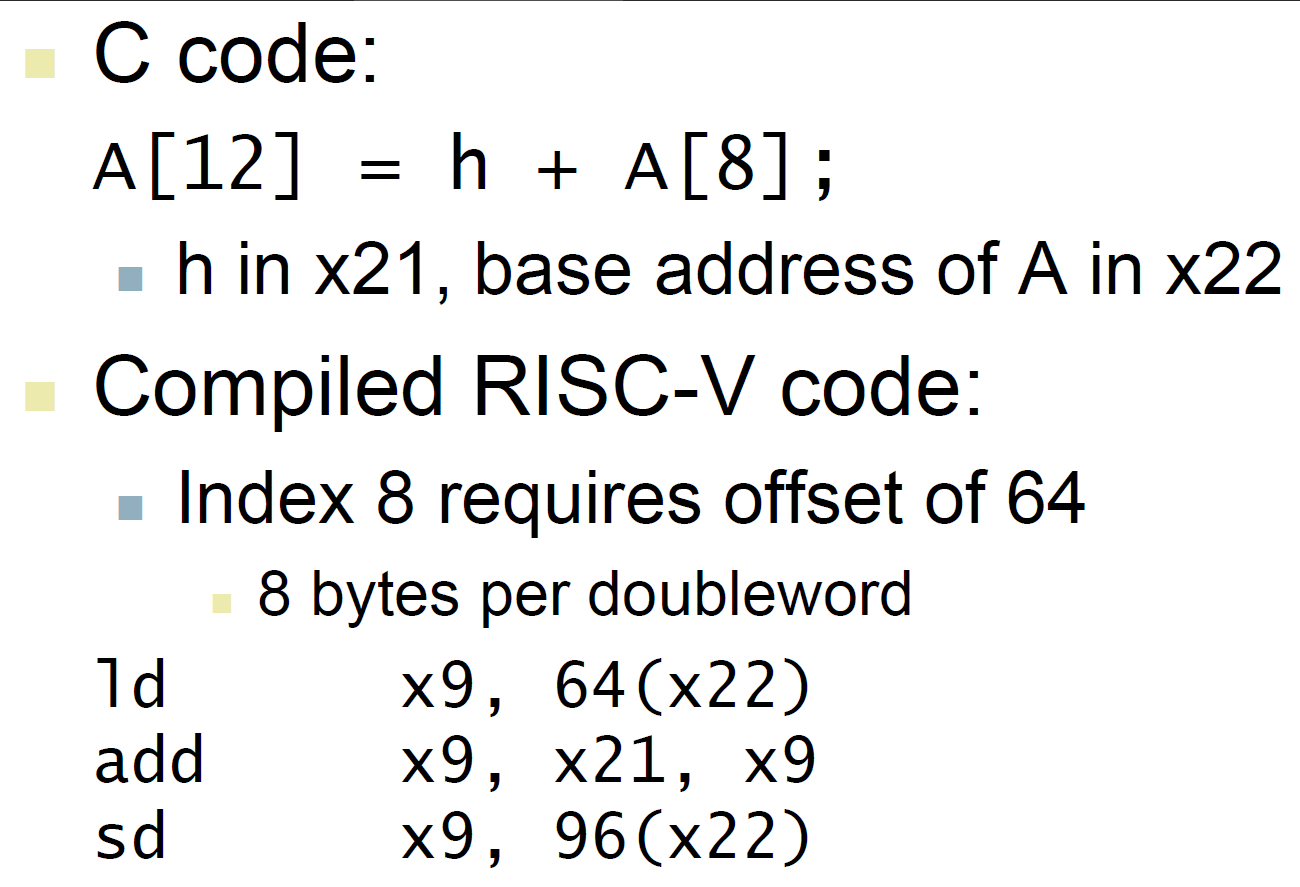 C code:
A[12] = h + A[8];
h in x21, base address of A in x22
Compiled RISC-V code:
Index 8 requires offset of 64
8 bytes per doubleword
ld x9, 64(x22)
add x9, x21, x9
sd x9, 96(x22)